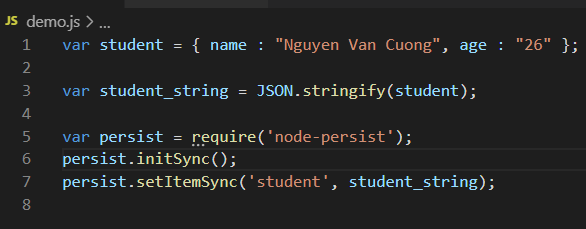 JS demo.js > ...
1 var student = { name : "Nguyen Van Cuong", age : "26" };
2
3 var student_string = JSON.stringify(student);
4
5 var persist = require('node-persist');
6 persist.initSync();
7 persist.setItemSync('student', student_string);
8